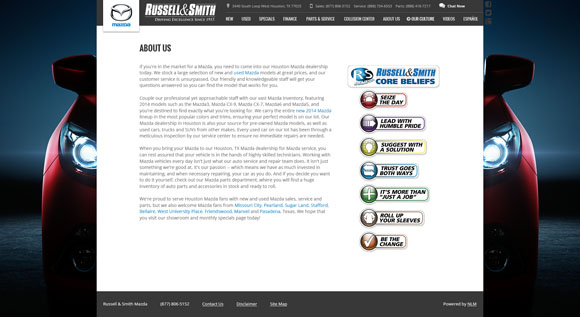 mazda
RUSSELL & SMITH
DRIVING EXCELLENCE SINCE 1955
3440 South Loop West Houston, TX 77025
Chat Now
NEW USED SPECIALS FINANCE PARTS & SERVICE COLLISION CENTER ABOUT US OUR CULTURE VIDEOS ESPAÑOL
ABOUT US
If you're in the market for a Mazda, you need to come into our Houston Mazda dealership
today. We stock a large selection of new and used Mazda models at great prices, and our
customer service is unsurpassed. Our friendly and knowledgeable staff will get your
questions answered so you can find the model that works for you.
Couple our professional yet approachable staff with our vast Mazda inventory, featuring
2014 models such as the Mazda3, Mazda CX-9, Mazda CX-7, Mazda6 and Mazda5, and
you're destined to find exactly what you're looking for. We carry the entire new 2014 Mazda
lineup in the most popular colors and trims, ensuring your perfect model is on our lot. Our
Mazda dealership in Houston is also your source for pre-owned Mazda models, as well as
used cars, trucks and SUVs from other makes. Every used car on our lot has been through a
meticulous inspection by our service center to ensure no immediate repairs are needed.
When you bring your Mazda to our Houston, TX Mazda dealership for Mazda service, you
can rest assured that your vehicle is in the hands of highly skilled technicians. Working with
Mazda vehicles every day isn't just what our auto service and repair team does. It isn't just
something we're good at. It's our passion – which means we have as much invested in
maintaining, and when necessary repairing, your car as you do. And if you decide you want
to do it yourself, check out our Mazda parts department, where you will find a huge
inventory of auto parts and accessories in stock and ready to roll.
We're proud to serve Houston Mazda fans with new and used Mazda sales, service and
parts, but we also welcome Mazda fans from Missouri City, Pearland, Sugar Land, Stafford,
Bellaire, West University Place, Friendswood, Manvel and Pasadena, Texas. We hope that
you visit our showroom and monthly specials page today!
RUSSELL & SMITH
CORE BELIEFS
SEIZE
THE DAY
LEAD WITH
HUMBLE PRIDE
SUGGEST WITH
A SOLUTION
TRUST GOES
BOTH WAYS
IT'S MORE THAN
"JUST A JOB"
ROLL UP
YOUR SLEEVES
BE THE
CHANGE
Russell & Smith Mazda (877) 806-5152 Contact Us Disclaimer Site Map Powered by NLM